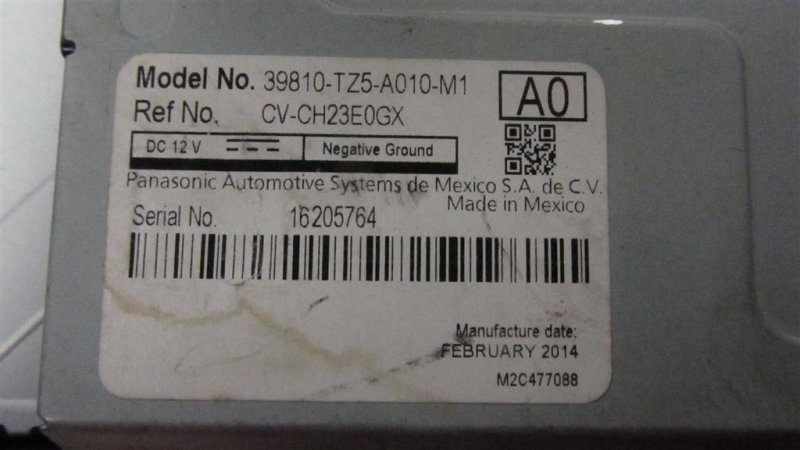 Model No. 39810-TZ5-A010-M1
A0
Ref No. CV-CH23E0GX
DC 12 V Negative Ground
Panasonic Automotive Systems de Mexico S.A. de C.V.
Made in Mexico
Serial No. 16205764
Manufacture date:
FEBRUARY 2014
M2C477088